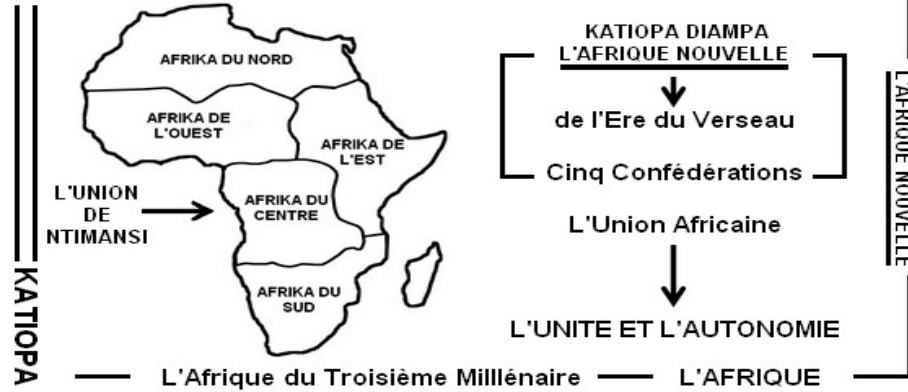 KATIOPA
AFRIKA DU NORD
AFRIKA DE
L'OUEST
AFRIKA DE
L'EST
AFRIKA DU
CENTRE
AFRIKA DU
SUD
L'UNION
DE
NTIMANSI
KATIOPA DIAMPA
L'AFRIQUE NOUVELLE
de l'Ere du Verseau
Cinq Confédérations
L'Union Africaine
L'UNITE ET L'AUTONOMIE
L'AFRIQUE NOUVELLE
L'Afrique du Troisième Milllénaire
L'AFRIQUE